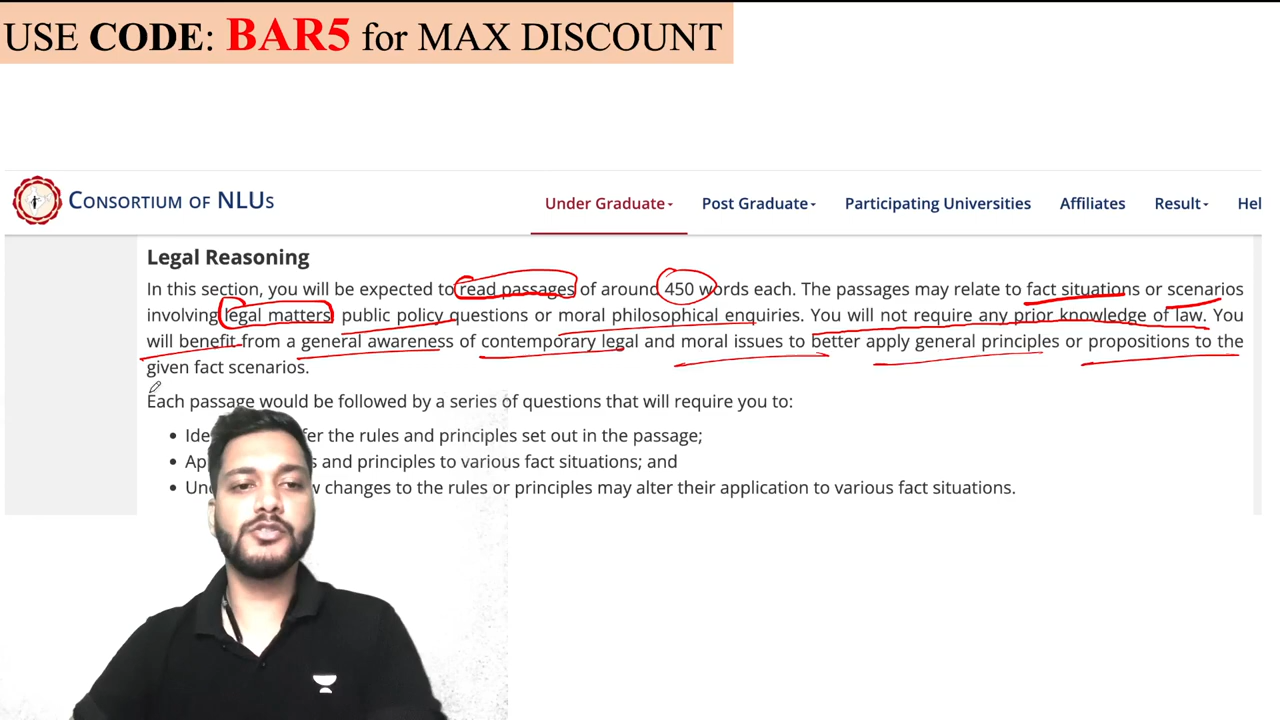 USE CODE: BAR5 for MAX DISCOUNT
CONSORTIUM OF NLUS
Under Graduate Post Graduate Participating Universities Affiliates Result Hel
Legal Reasoning
In this section, you will be expected to read passages of around 450 words each. The passages may relate to fact situations or scenarios
involving legal matters public policy questions or moral philosophical enquiries. You will not require any prior knowledge of law. You
will benefit from a general awareness of contemporary legal and moral issues to better apply general principles or propositions to the
given fact scenarios.
Each passage would be followed by a series of questions that will require you to:
the rules and principles set out in the passage;
and principles to various fact situations; and
changes to the rules or principles may alter their application to various fact situations.